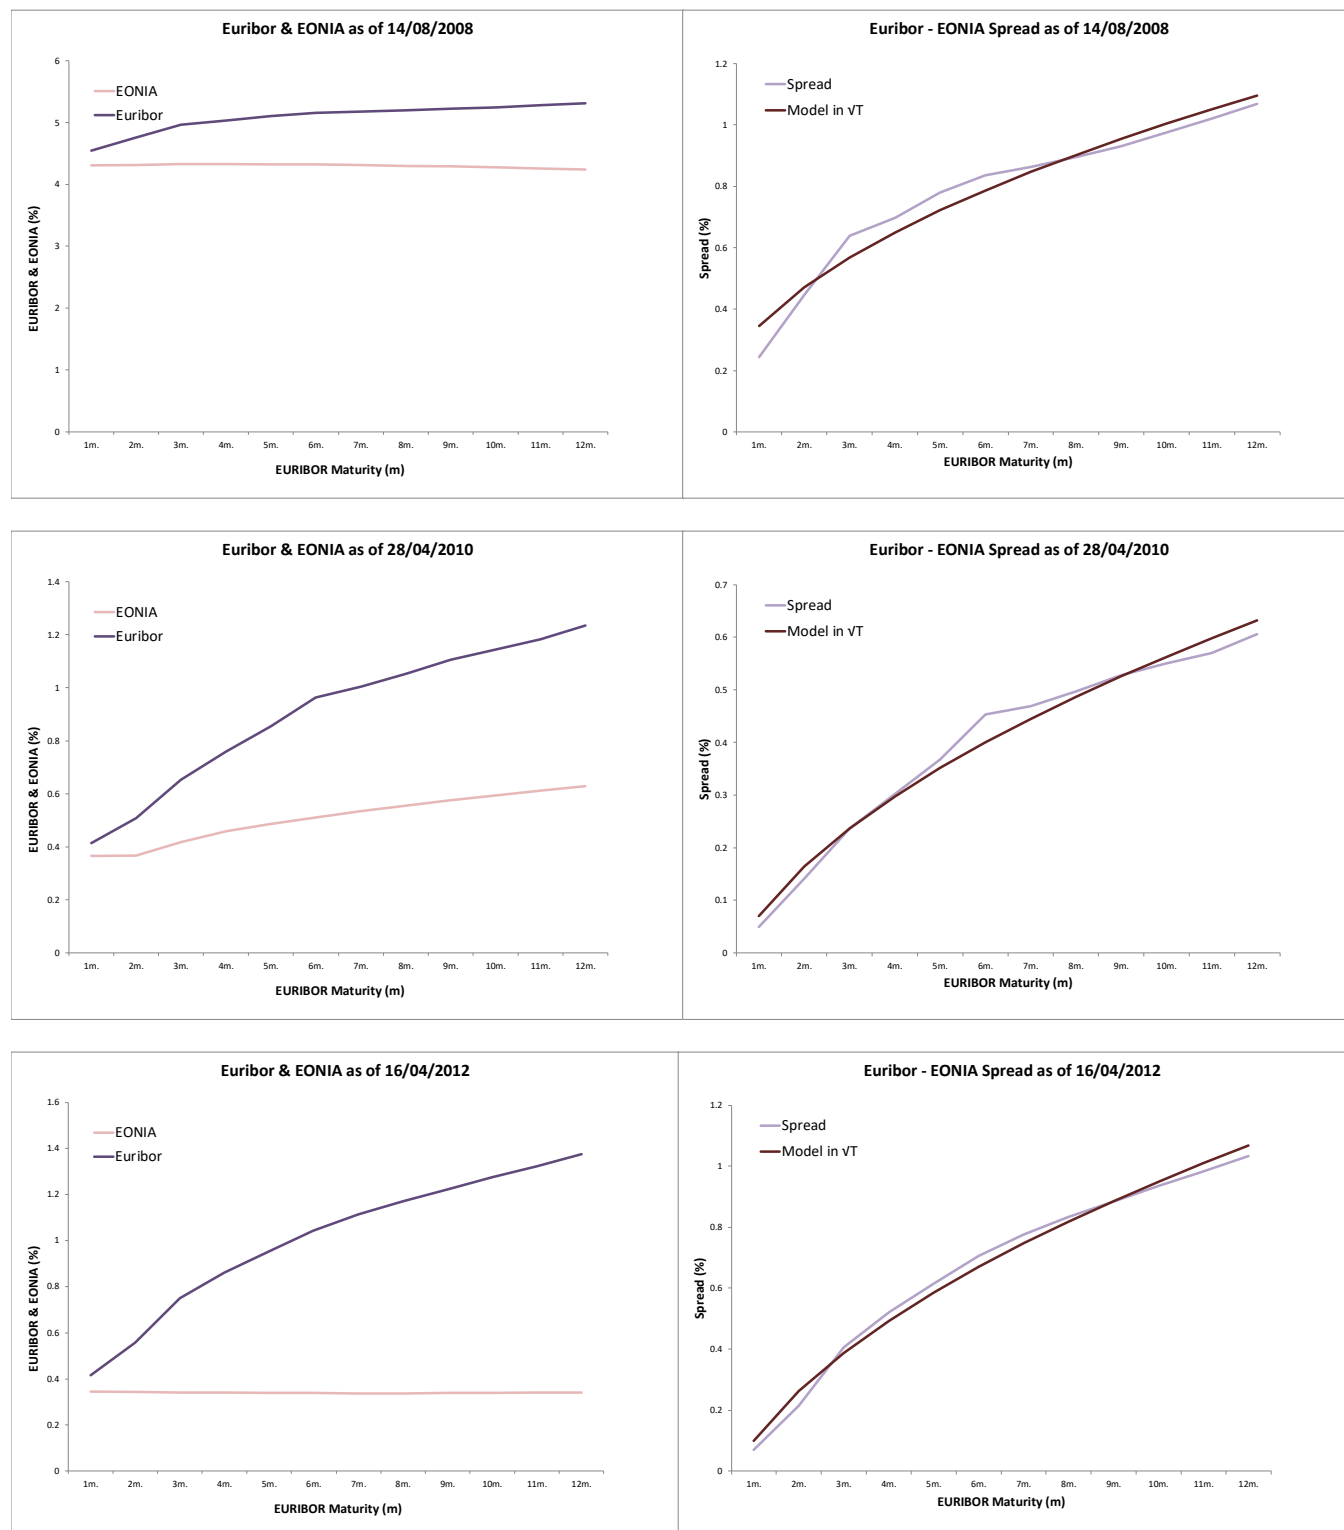 Euribor & EONIA as of 14/08/2008
EONIA
Euribor
EURIBOR & EONIA (%)
6
5
4
3
2
1
0
1m. 2m. 3m. 4m. 5m. 6m. 7m. 8m. 9m. 10m. 11m. 12m.
EURIBOR Maturity (m)
Euribor - EONIA Spread as of 14/08/2008
Spread
Model in √T
Spread (%)
1.2
1
0.8
0.6
0.4
0.2
0
1m. 2m. 3m. 4m. 5m. 6m. 7m. 8m. 9m. 10m. 11m. 12m.
EURIBOR Maturity (m)
Euribor & EONIA as of 28/04/2010
EONIA
Euribor
EURIBOR & EONIA (%)
1.4
1.2
1
0.8
0.6
0.4
0.2
0
1m. 2m. 3m. 4m. 5m. 6m. 7m. 8m. 9m. 10m. 11m. 12m.
EURIBOR Maturity (m)
Euribor - EONIA Spread as of 28/04/2010
Spread
Model in √T
Spread (%)
0.7
0.6
0.5
0.4
0.3
0.2
0.1
0
1m. 2m. 3m. 4m. 5m. 6m. 7m. 8m. 9m. 10m. 11m. 12m.
EURIBOR Maturity (m)
Euribor & EONIA as of 16/04/2012
EONIA
Euribor
EURIBOR & EONIA (%)
1.6
1.4
1.2
1
0.8
0.6
0.4
0.2
0
1m. 2m. 3m. 4m. 5m. 6m. 7m. 8m. 9m. 10m. 11m. 12m.
EURIBOR Maturity (m)
Euribor - EONIA Spread as of 16/04/2012
Spread
Model in √T
Spread (%)
1.2
1
0.8
0.6
0.4
0.2
0
1m. 2m. 3m. 4m. 5m. 6m. 7m. 8m. 9m. 10m. 11m. 12m.
EURIBOR Maturity (m)